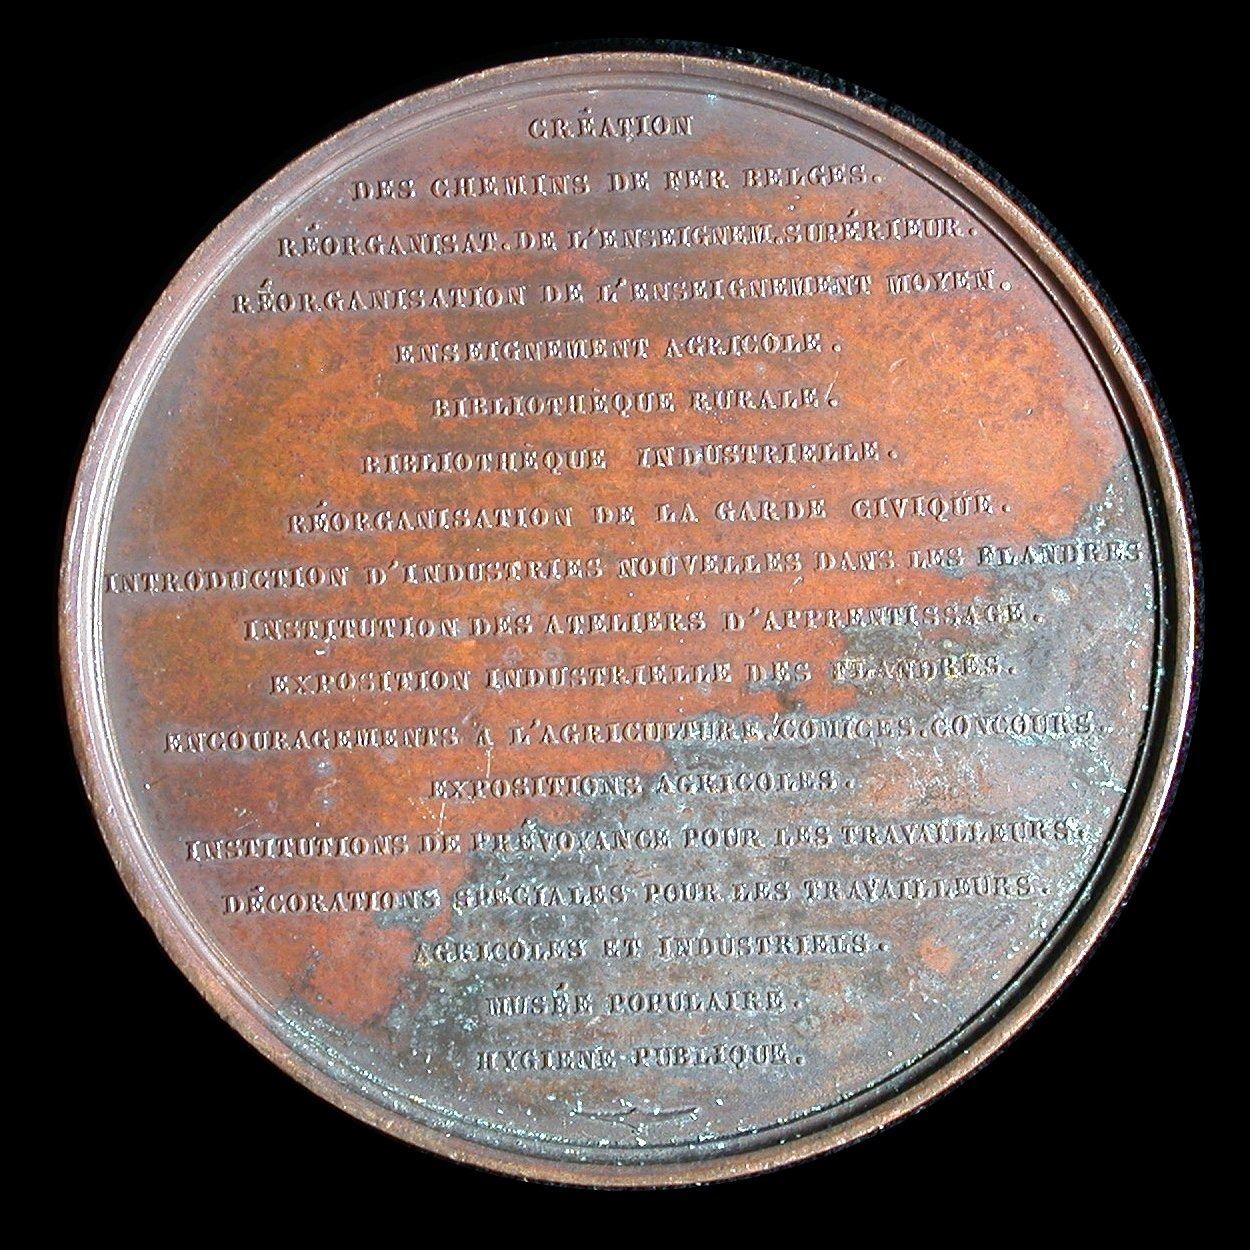 CRÉATION
DES CHEMINS DE FER BELGES.
RÉORGANISAT. DE L'ENSEIGNEM. SUPÉRIEUR.
RÉORGANISATION DE L'ENSEIGNEMENT MOYEN.
ENSEIGNEMENT AGRICOLE.
BIBLIOTHÈQUE RURALE.
BIBLIOTHÈQUE INDUSTRIELLE.
RÉORGANISATION DE LA GARDE CIVIQUE.
INTRODUCTION D'INDUSTRIES NOUVELLES DANS LES FLANDRES
INSTITUTION DES ATELIERS D'APPRENTISSAGE.
EXPOSITION INDUSTRIELLE DES FLANDRES.
ENCOURAGEMENTS À L'AGRICULTURE. COMICES. CONCOURS.
EXPOSITIONS AGRICOLES.
INSTITUTIONS DE PRÉVOYANCE POUR LES TRAVAILLEURS.
DÉCORATIONS SPÉCIALES POUR LES TRAVAILLEURS.
AGRICOLES ET INDUSTRIELS.
MUSÉE POPULAIRE.
HYGIENE PUBLIQUE.